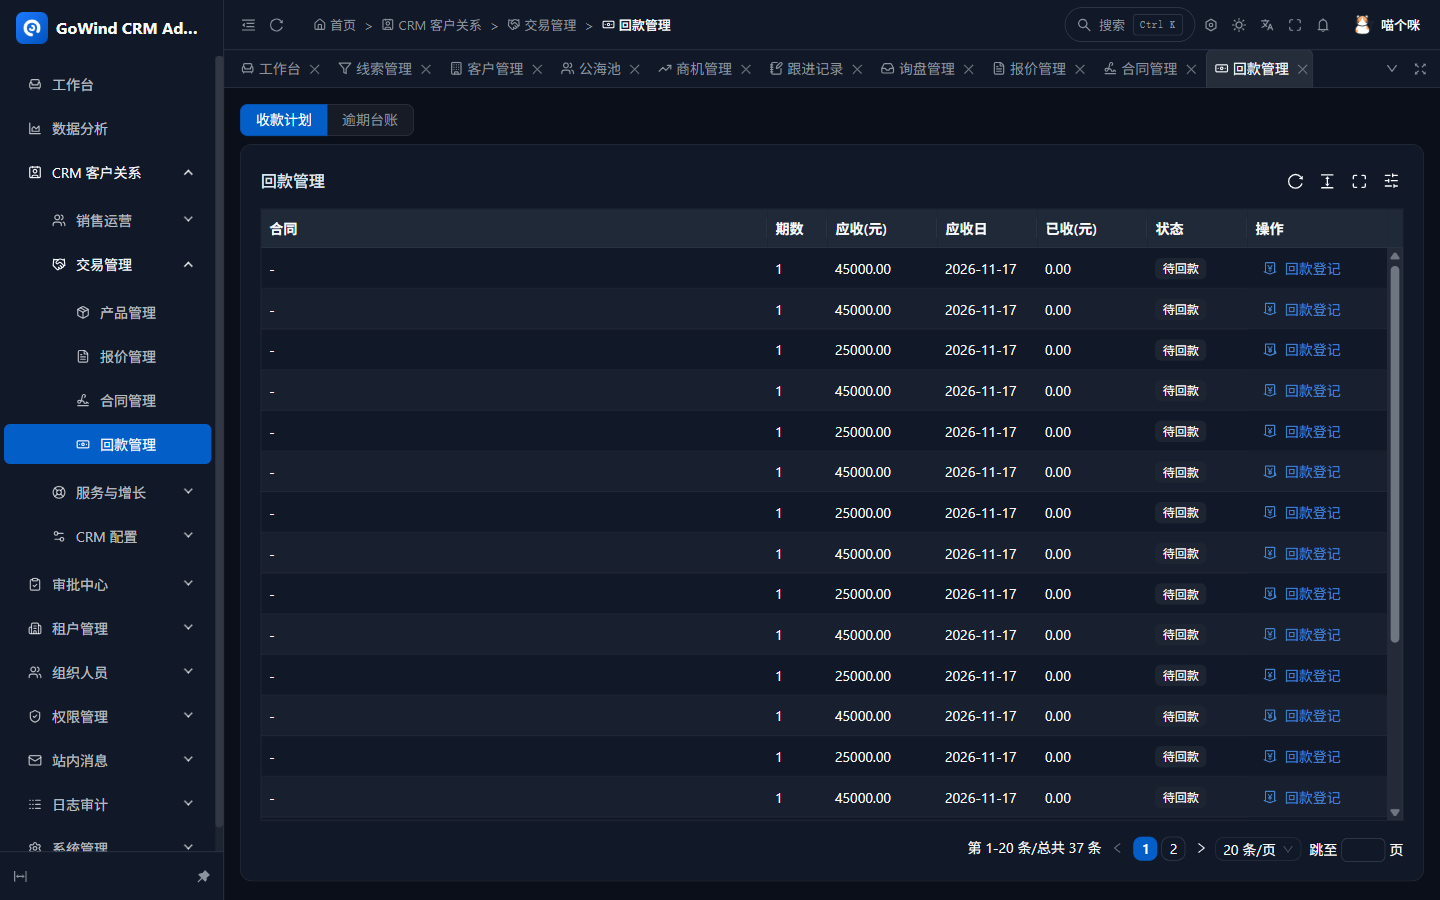 GoWind CRM Ad...
首页 > CRM 客户关系 > 交易管理 > 回款管理
搜索 Ctrl K
喵个咪
工作台 线索管理 客户管理 公海池 商机管理 跟进记录 询盘管理 报价管理 合同管理 回款管理
工作台
数据分析
CRM 客户关系
销售运营
交易管理
产品管理
报价管理
合同管理
回款管理
服务与增长
CRM 配置
审批中心
租户管理
组织人员
权限管理
站内消息
日志审计
系统管理
收款计划 逾期台账
回款管理
合同 期数 应收(元) 应收日 已收(元) 状态 操作
- 1 45000.00 2026-11-17 0.00 待回款 回款登记
- 1 45000.00 2026-11-17 0.00 待回款 回款登记
- 1 25000.00 2026-11-17 0.00 待回款 回款登记
- 1 45000.00 2026-11-17 0.00 待回款 回款登记
- 1 25000.00 2026-11-17 0.00 待回款 回款登记
- 1 45000.00 2026-11-17 0.00 待回款 回款登记
- 1 25000.00 2026-11-17 0.00 待回款 回款登记
- 1 45000.00 2026-11-17 0.00 待回款 回款登记
- 1 25000.00 2026-11-17 0.00 待回款 回款登记
- 1 45000.00 2026-11-17 0.00 待回款 回款登记
- 1 25000.00 2026-11-17 0.00 待回款 回款登记
- 1 45000.00 2026-11-17 0.00 待回款 回款登记
- 1 25000.00 2026-11-17 0.00 待回款 回款登记
- 1 45000.00 2026-11-17 0.00 待回款 回款登记
第 1-20 条/总共 37 条 < 1 2 > 20 条/页 跳至 页